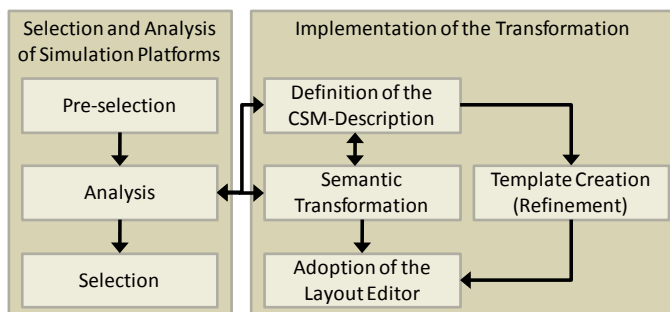 Selection and Analysis
of Simulation Platforms
Pre-selection
Analysis
Selection
Implementation of the Transformation
Definition of the
CSM-Description
Semantic
Transformation
Template Creation
(Refinement)
Adoption of the
Layout Editor